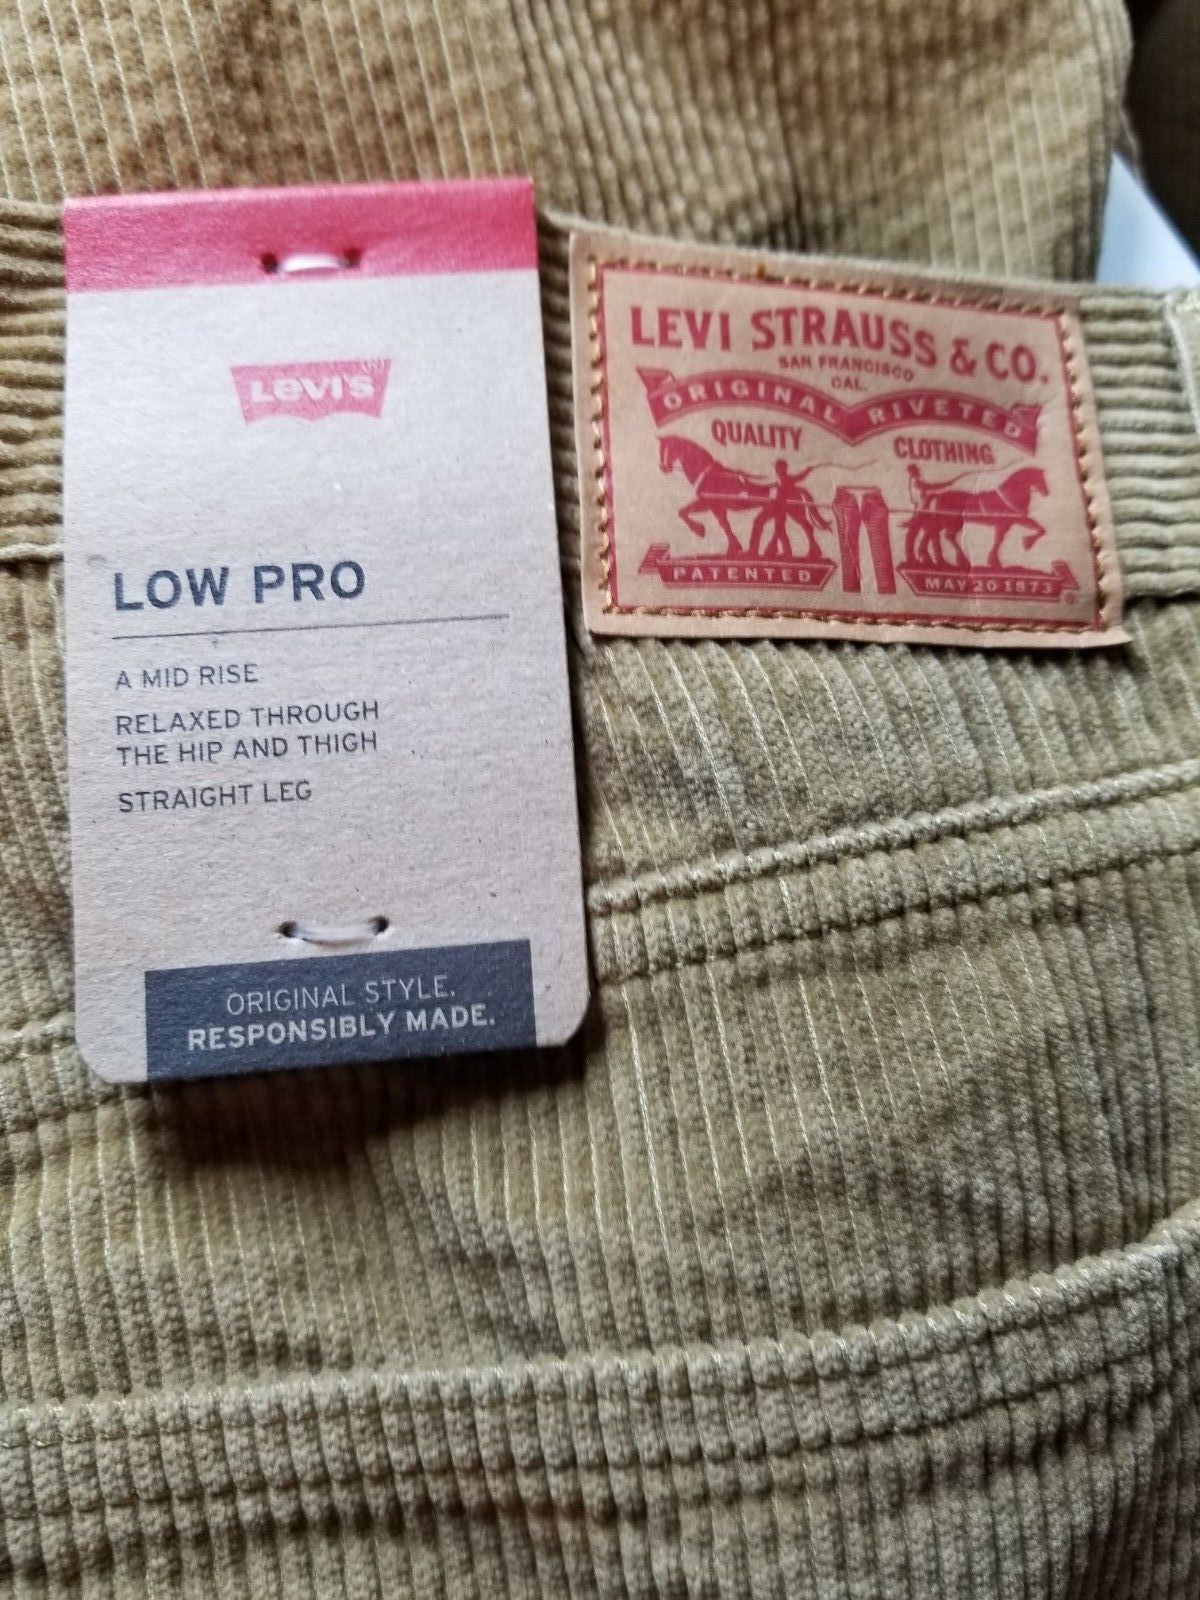 Levi's
LOW PRO
A MID RISE
RELAXED THROUGH
THE HIP AND THIGH
STRAIGHT LEG
ORIGINAL STYLE.
RESPONSIBLY MADE.
LEVI STRAUSS & CO.
SAN FRANCISCO
CAL.
ORIGINAL RIVETED
QUALITY CLOTHING
PATENTED MAY 20 1873 ®